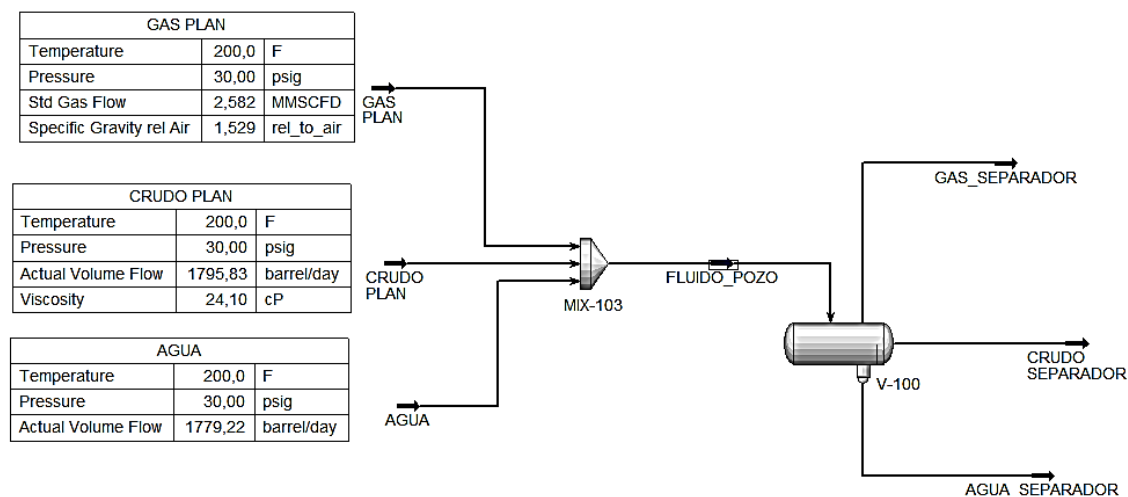 GAS PLAN
Temperature 200,0 F
Pressure 30,00 psig
Std Gas Flow 2,582 MMSCFD
Specific Gravity rel Air 1,529 rel_to_air
GAS
PLAN
CRUDO PLAN
Temperature 200,0 F
Pressure 30,00 psig
Actual Volume Flow 1795,83 barrel/day
Viscosity 24,10 cP
CRUDO
PLAN
AGUA
Temperature 200,0 F
Pressure 30,00 psig
Actual Volume Flow 1779,22 barrel/day
AGUA
MIX-103
FLUIDO_POZO
GAS_SEPARADOR
V-100
CRUDO
SEPARADOR
AGUA SEPARADOR